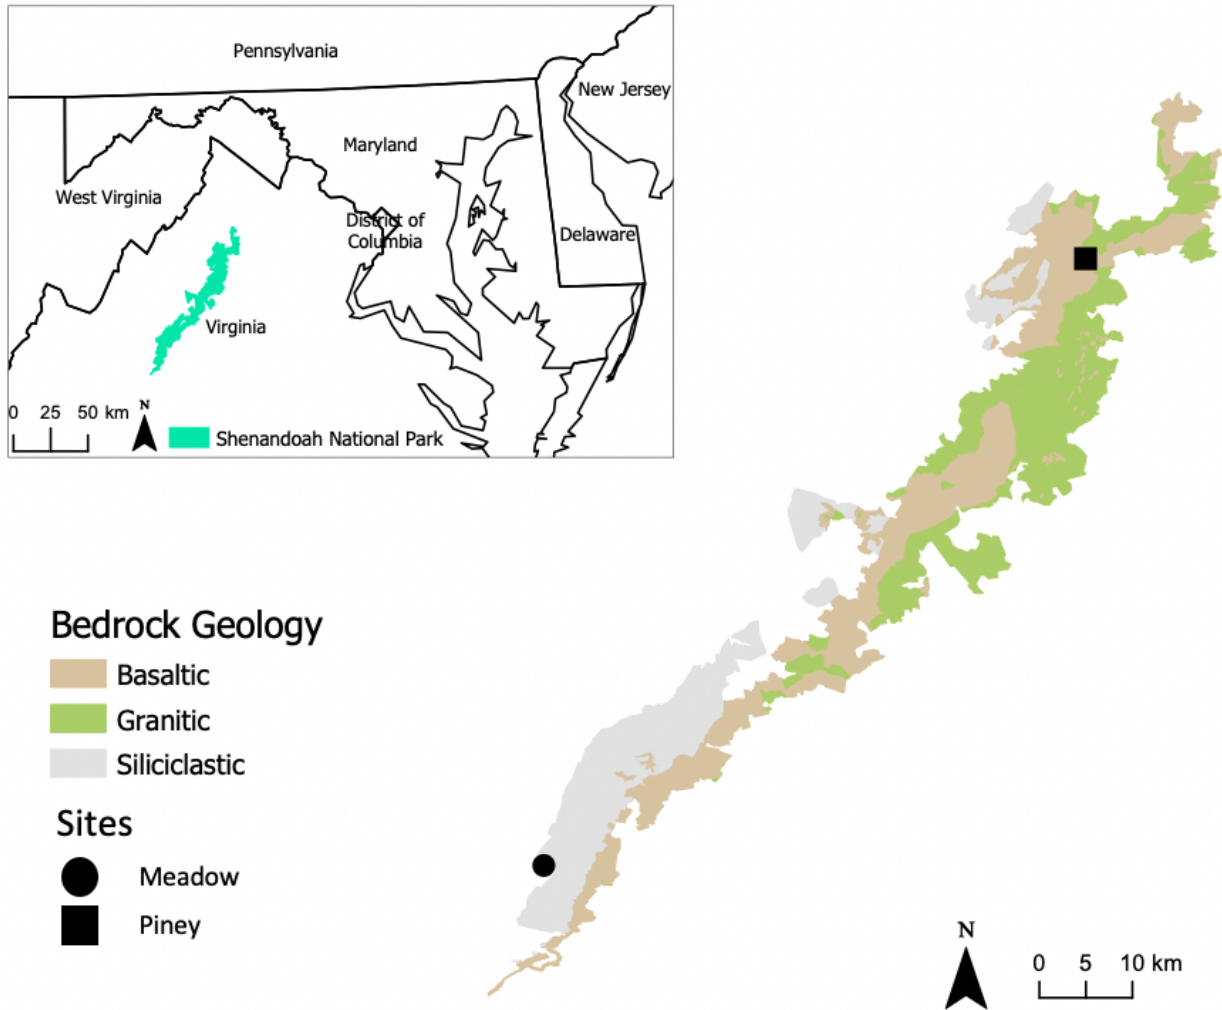 Pennsylvania
New Jersey
Maryland
West Virginia
District of
Columbia
Delaware
Virginia
0 25 50 km
N
Shenandoah National Park
Bedrock Geology
Basaltic
Granitic
Siliciclastic
Sites
Meadow
Piney
N
0 5 10 km